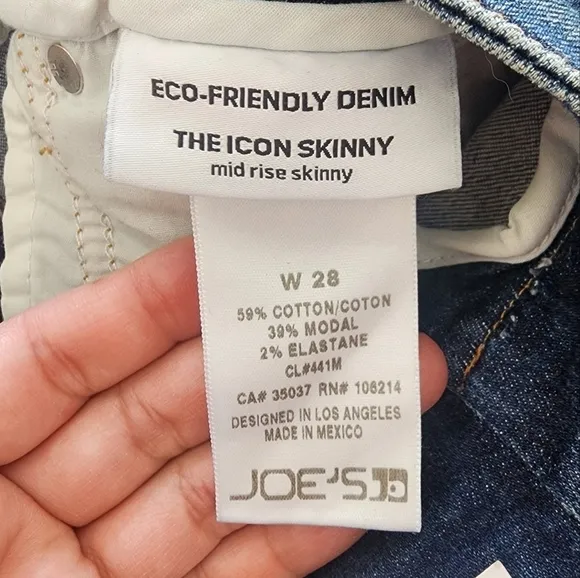 ECO-FRIENDLY DENIM
THE ICON SKINNY
mid rise skinny
W 28
59% COTTON/COTON
39% MODAL
2% ELASTANE
CL#441M
CA# 35037 RN# 106214
DESIGNED IN LOS ANGELES
MADE IN MEXICO
JOE'S